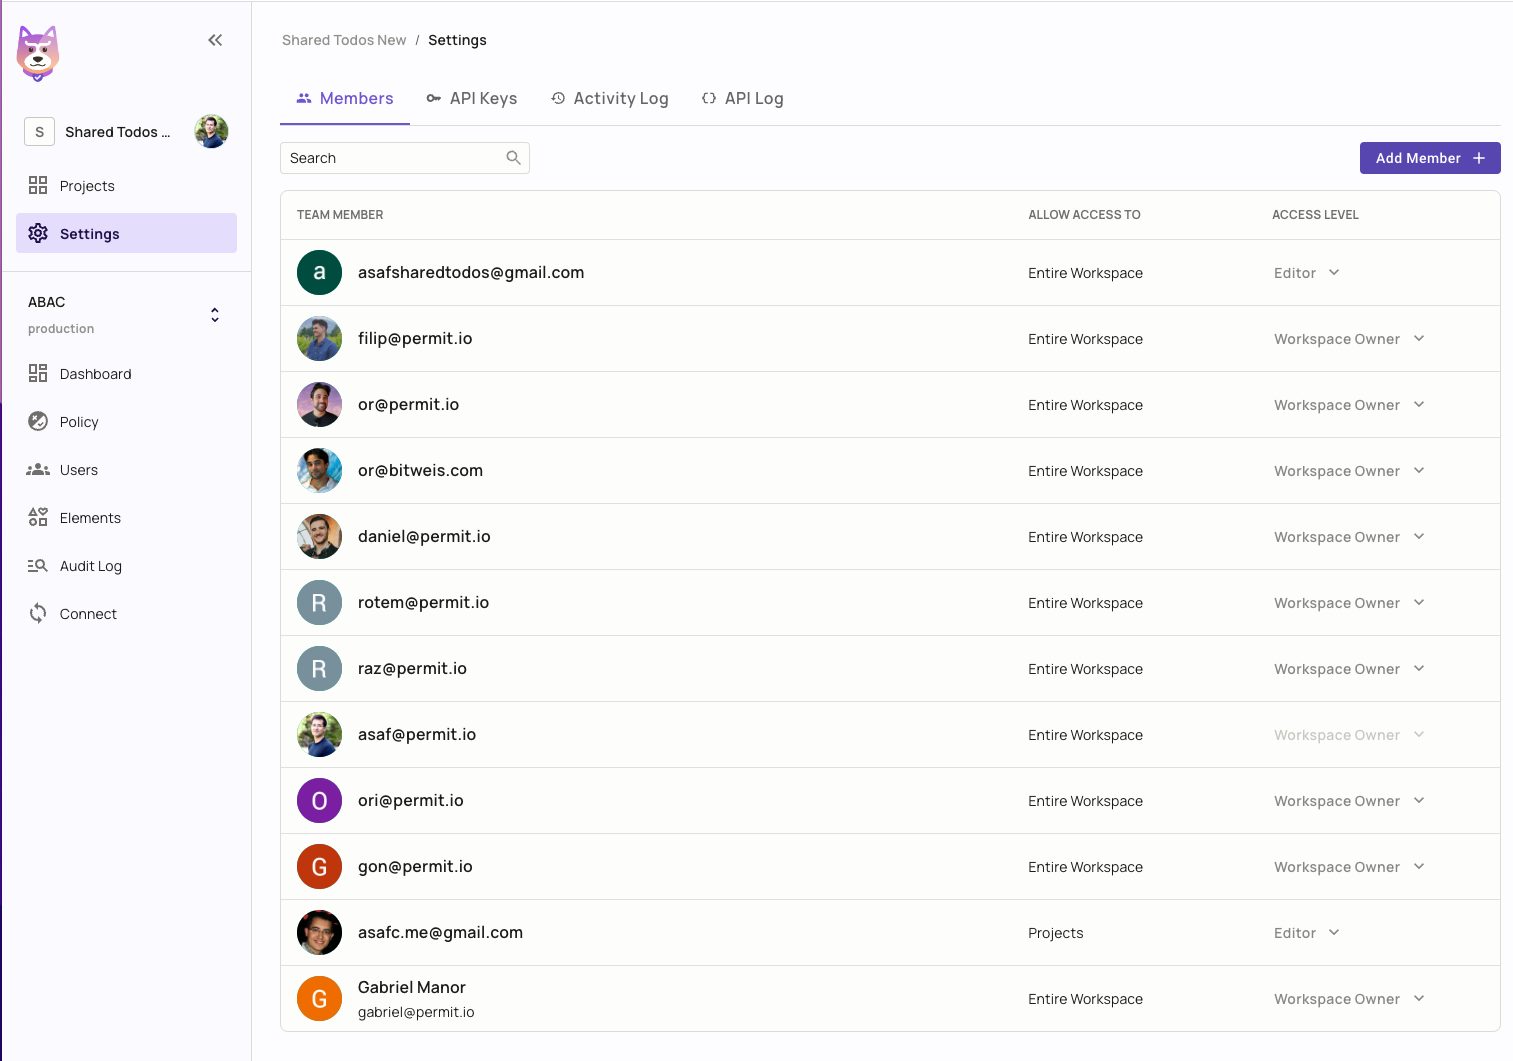 Shared Todos New / Settings
Members API Keys Activity Log API Log
S Shared Todos ...
Search
Add Member
Projects
Settings
ABAC
production
Dashboard
Policy
Users
Elements
Audit Log
Connect
TEAM MEMBER ALLOW ACCESS TO ACCESS LEVEL
a asafsharedtodos@gmail.com Entire Workspace Editor
filip@permit.io Entire Workspace Workspace Owner
or@permit.io Entire Workspace Workspace Owner
or@bitweis.com Entire Workspace Workspace Owner
daniel@permit.io Entire Workspace Workspace Owner
R rotem@permit.io Entire Workspace Workspace Owner
R raz@permit.io Entire Workspace Workspace Owner
asaf@permit.io Entire Workspace Workspace Owner
O ori@permit.io Entire Workspace Workspace Owner
G gon@permit.io Entire Workspace Workspace Owner
asafc.me@gmail.com Projects Editor
G Gabriel Manor Entire Workspace Workspace Owner
gabriel@permit.io